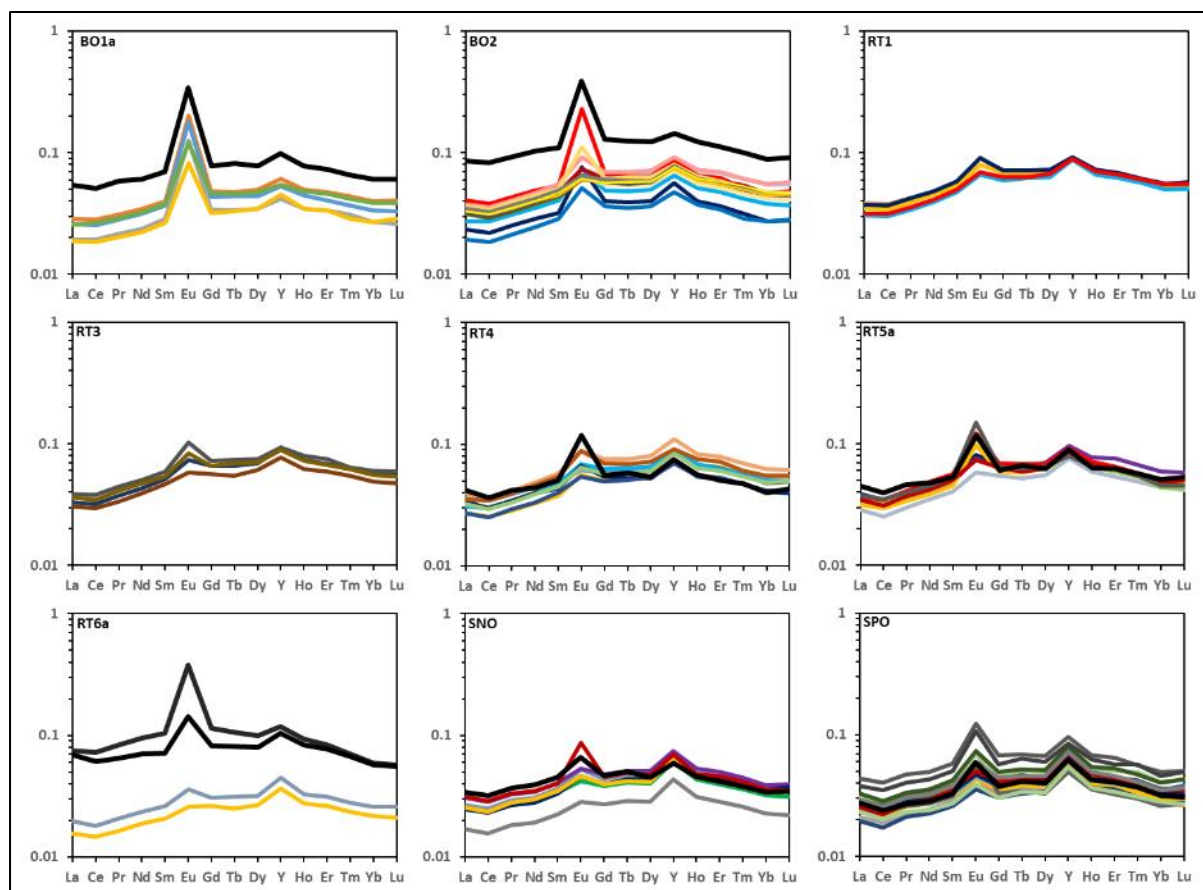 1 1 1
BO1a BO2 RT1
0.1 0.1 0.1
0.01 0.01 0.01
La Ce Pr Nd Sm Eu Gd Tb Dy Y Ho Er Tm Yb Lu La Ce Pr Nd Sm Eu Gd Tb Dy Y Ho Er Tm Yb Lu La Ce Pr Nd Sm Eu Gd Tb Dy Y Ho Er Tm Yb Lu
1 1 1
RT3 RT4 RT5a
0.1 0.1 0.1
0.01 0.01 0.01
La Ce Pr Nd Sm Eu Gd Tb Dy Y Ho Er Tm Yb Lu La Ce Pr Nd Sm Eu Gd Tb Dy Y Ho Er Tm Yb Lu La Ce Pr Nd Sm Eu Gd Tb Dy Y Ho Er Tm Yb Lu
1 1 1
RT6a SNO SPO
0.1 0.1 0.1
0.01 0.01 0.01
La Ce Pr Nd Sm Eu Gd Tb Dy Y Ho Er Tm Yb Lu La Ce Pr Nd Sm Eu Gd Tb Dy Y Ho Er Tm Yb Lu La Ce Pr Nd Sm Eu Gd Tb Dy Y Ho Er Tm Yb Lu